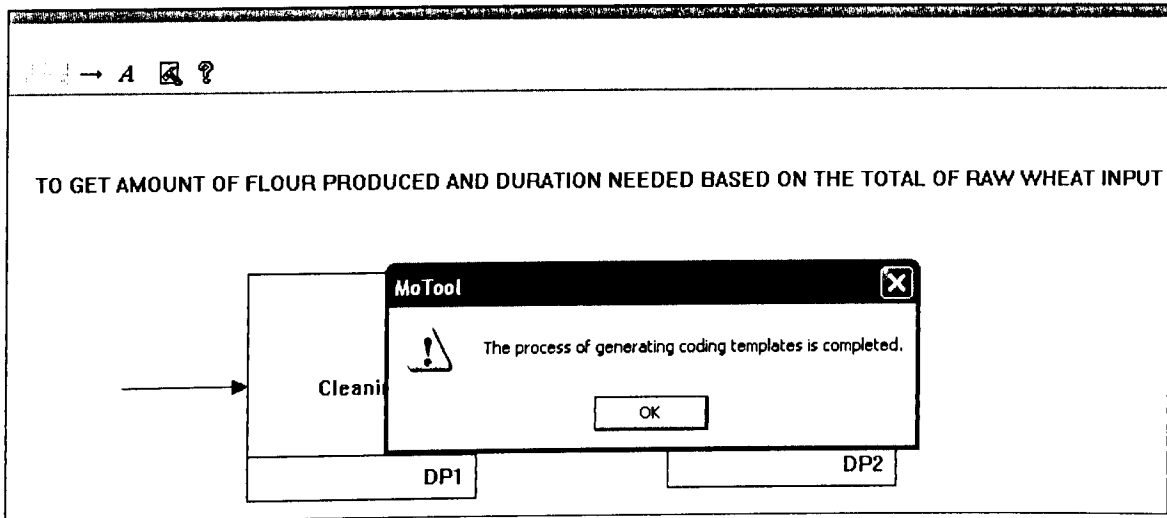 → A ?
TO GET AMOUNT OF FLOUR PRODUCED AND DURATION NEEDED BASED ON THE TOTAL OF RAW WHEAT INPUT
MoTool
The process of generating coding templates is completed.
Cleani
OK
DP1
DP2